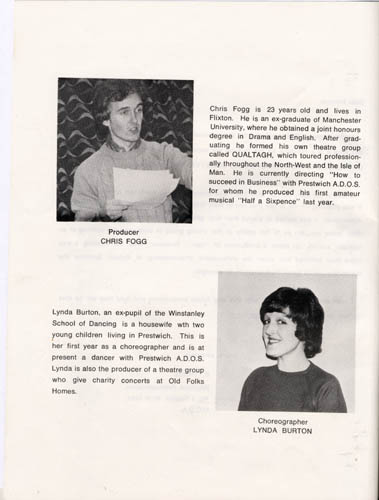 Chris Fogg is 23 years old and lives in
Flixton. He is an ex-graduate of Manchester
University, where he obtained a joint honours
degree in Drama and English. After grad-
uating he formed his own theatre group
called QUALTAGH, which toured profession-
ally throughout the North-West and the Isle of
Man. He is currently directing "How to
succeed in Business" with Prestwich A.D.O.S.
for whom he produced his first amateur
musical "Half a Sixpence" last year.
Producer
CHRIS FOGG
Lynda Burton, an ex-pupil of the Winstanley
School of Dancing is a housewife wth two
young children living in Prestwich. This is
her first year as a choreographer and is at
present a dancer with Prestwich A.D.O.S.
Lynda is also the producer of a theatre group
who give charity concerts at Old Folks
Homes.
Choreographer
LYNDA BURTON